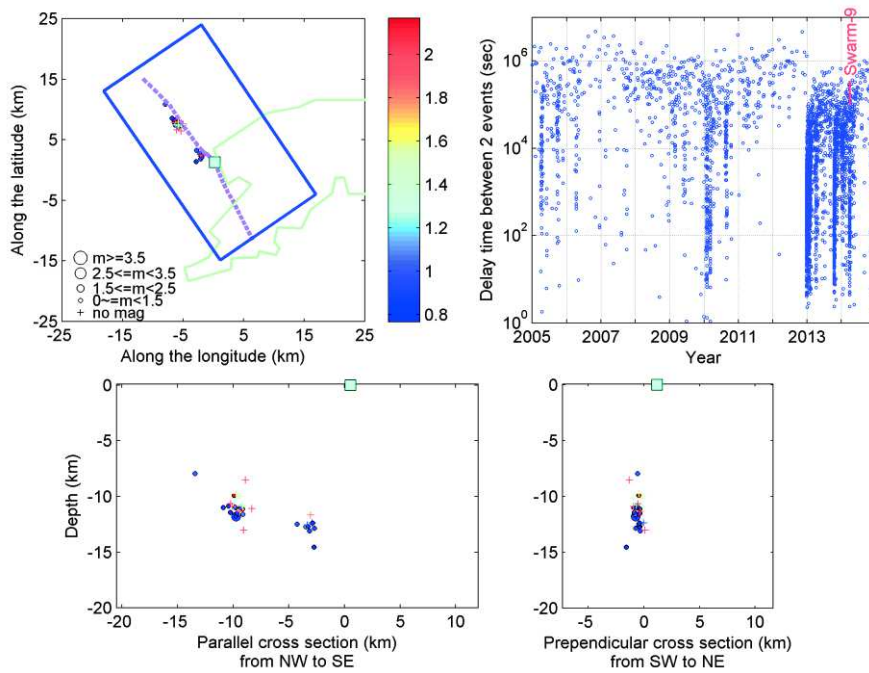 25
15
5
-5
-15
-25
-25 -15 -5 5 15 25
Along the latitude (km)
Along the longitude (km)
m>=3.5
2.5<=m<3.5
1.5<=m<2.5
0~=m<1.5
no mag
2
1.8
1.6
1.4
1.2
1
0.8
10^6
10^4
10^2
10^0
Delay time between 2 events (sec)
Swarm-9
2005 2007 2009 2011 2013
Year
0
-5
-10
-15
-20
-20 -15 -10 -5 0 5 10
Depth (km)
Parallel cross section (km)
from NW to SE
0
-5
-10
-15
-20
-5 0 5 10
Prependicular cross section (km)
from SW to NE